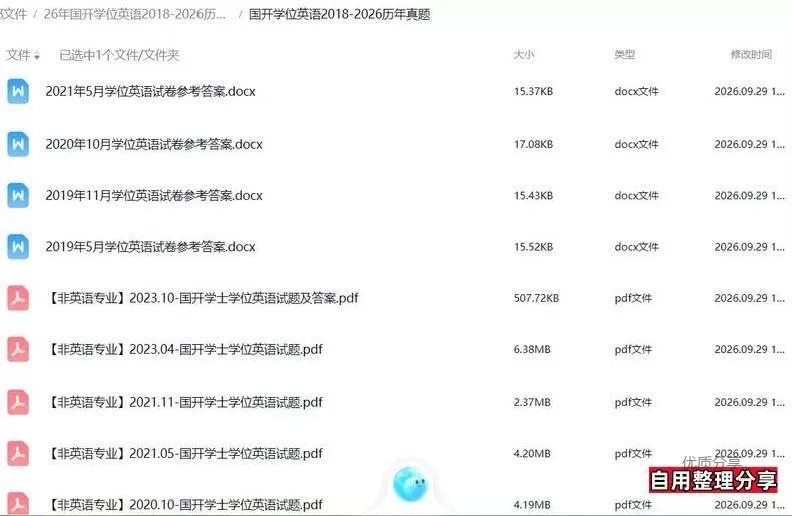 部文件 / 26年国开学位英语2018-2026历... / 国开学位英语2018-2026历年真题
文件 已选中1个文件/文件夹 大小 类型 修改时间
2021年5月学位英语试卷参考答案.docx 15.37KB docx文件 2026.09.29 1...
2020年10月学位英语试卷参考答案.docx 17.08KB docx文件 2026.09.29 1...
2019年11月学位英语试卷参考答案.docx 15.43KB docx文件 2026.09.29 1...
2019年5月学位英语试卷参考答案.docx 15.52KB docx文件 2026.09.29 1...
【非英语专业】2023.10-国开学士学位英语试题及答案.pdf 507.72KB pdf文件 2026.09.29 1...
【非英语专业】2023.04-国开学士学位英语试题.pdf 6.38MB pdf文件 2026.09.29 1...
【非英语专业】2021.11-国开学士学位英语试题.pdf 2.37MB pdf文件 2026.09.29 1...
【非英语专业】2021.05-国开学士学位英语试题.pdf 4.20MB pdf文件 2026.09.29 1...
优质分享
自用整理分享
【非英语专业】2020.10-国开学士学位英语试题.pdf 4.19MB pdf文件 2026.09.29 1...